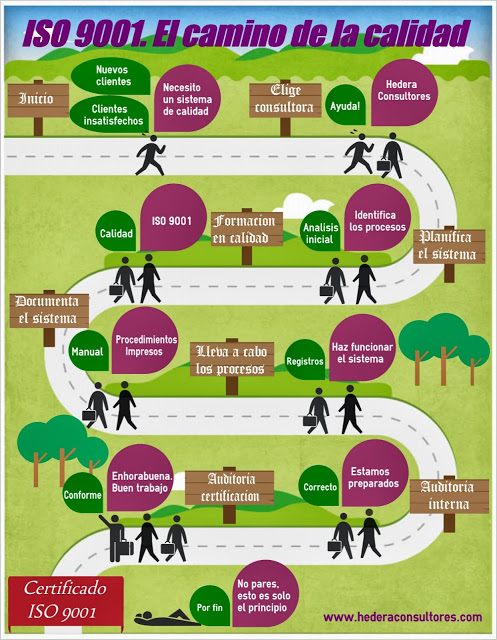 ISO 9001. El camino de la calidad
Inicio
Nuevos
clientes
Clientes
insatisfechos
Necesito
un sistema
de calidad
Elige
consultora
Ayuda!
Hedera
Consultores
Planifica
el sistema
Identifica
los procesos
Analisis
inicial
Formacion
en calidad
ISO 9001
Calidad
Documenta
el sistema
Manual
Procedimientos
Impresos
Lleva a cabo
los procesos
Registros
Haz funcionar
el sistema
Auditoria
interna
Estamos
preparados
Correcto
Auditoria
certificacion
Enhorabuena.
Buen trabajo
Conforme
Certificado
ISO 9001
Por fin
No pares,
esto es solo
el principio
www.hederaconsultores.com